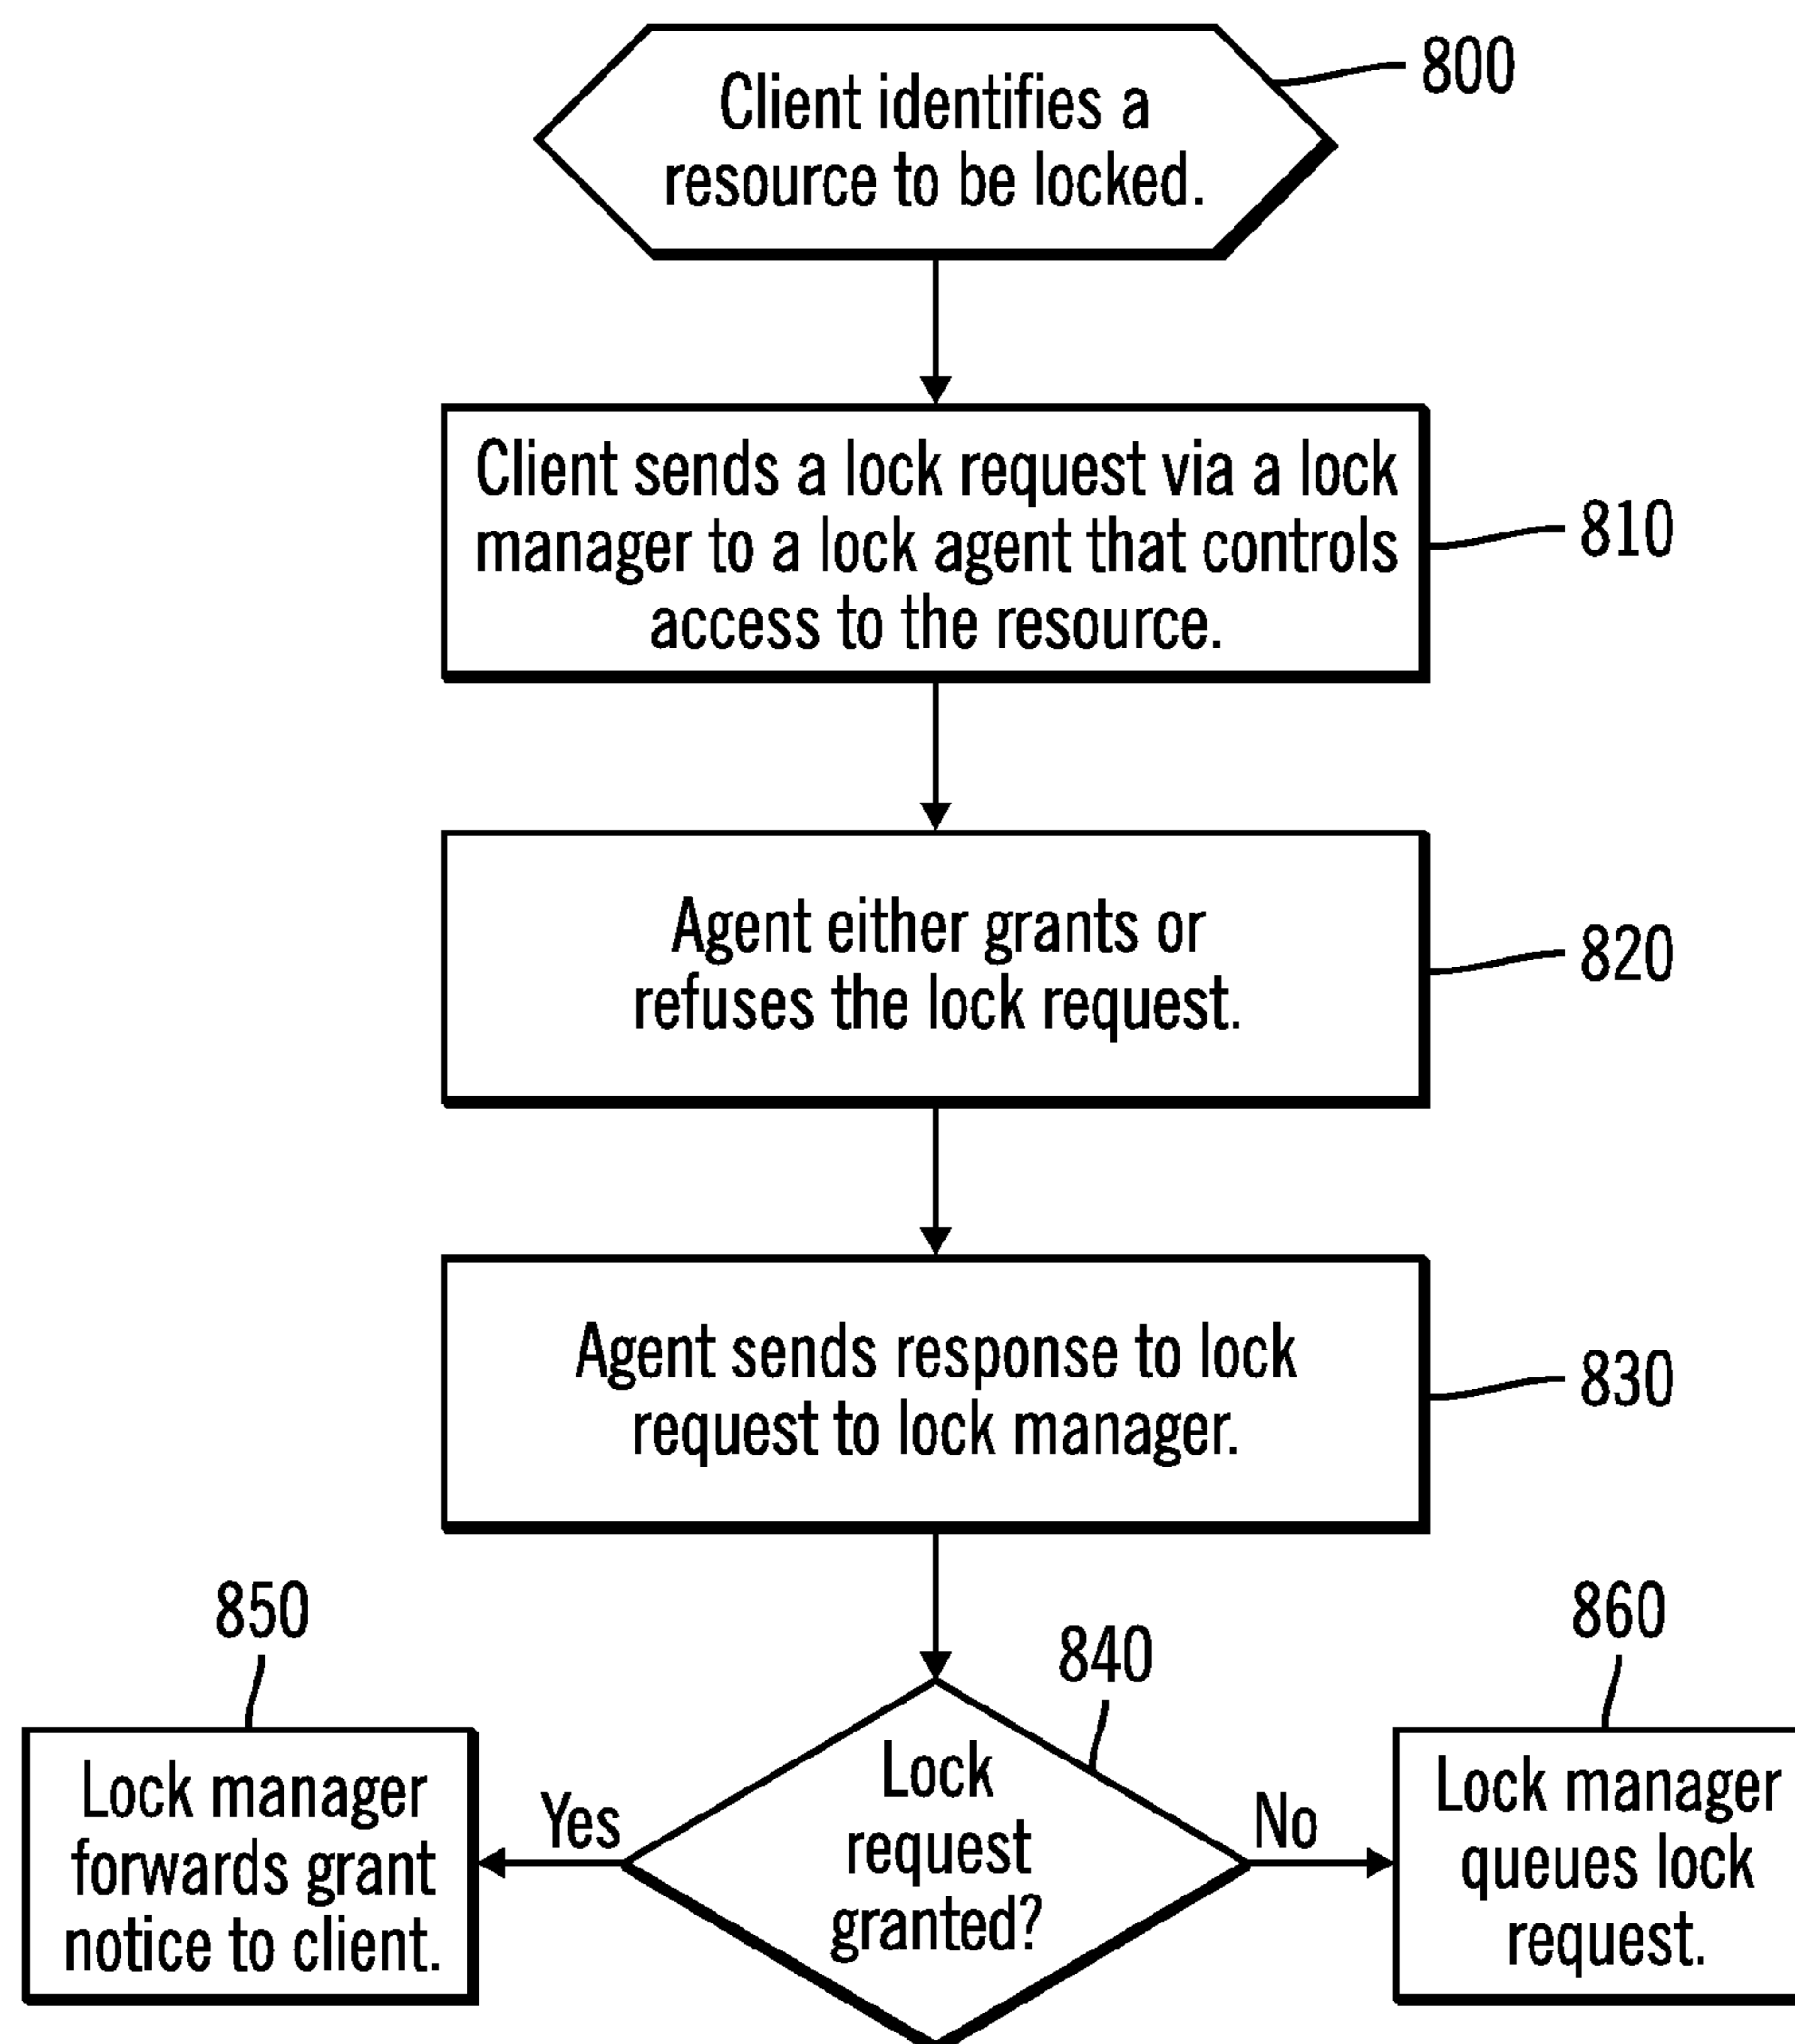 Client identifies a
resource to be locked.
800
Client sends a lock request via a lock
manager to a lock agent that controls
access to the resource.
810
Agent either grants or
refuses the lock request.
820
Agent sends response to lock
request to lock manager.
830
850
840
860
Lock manager
forwards grant
notice to client.
Yes
Lock
request
granted?
No
Lock manager
queues lock
request.